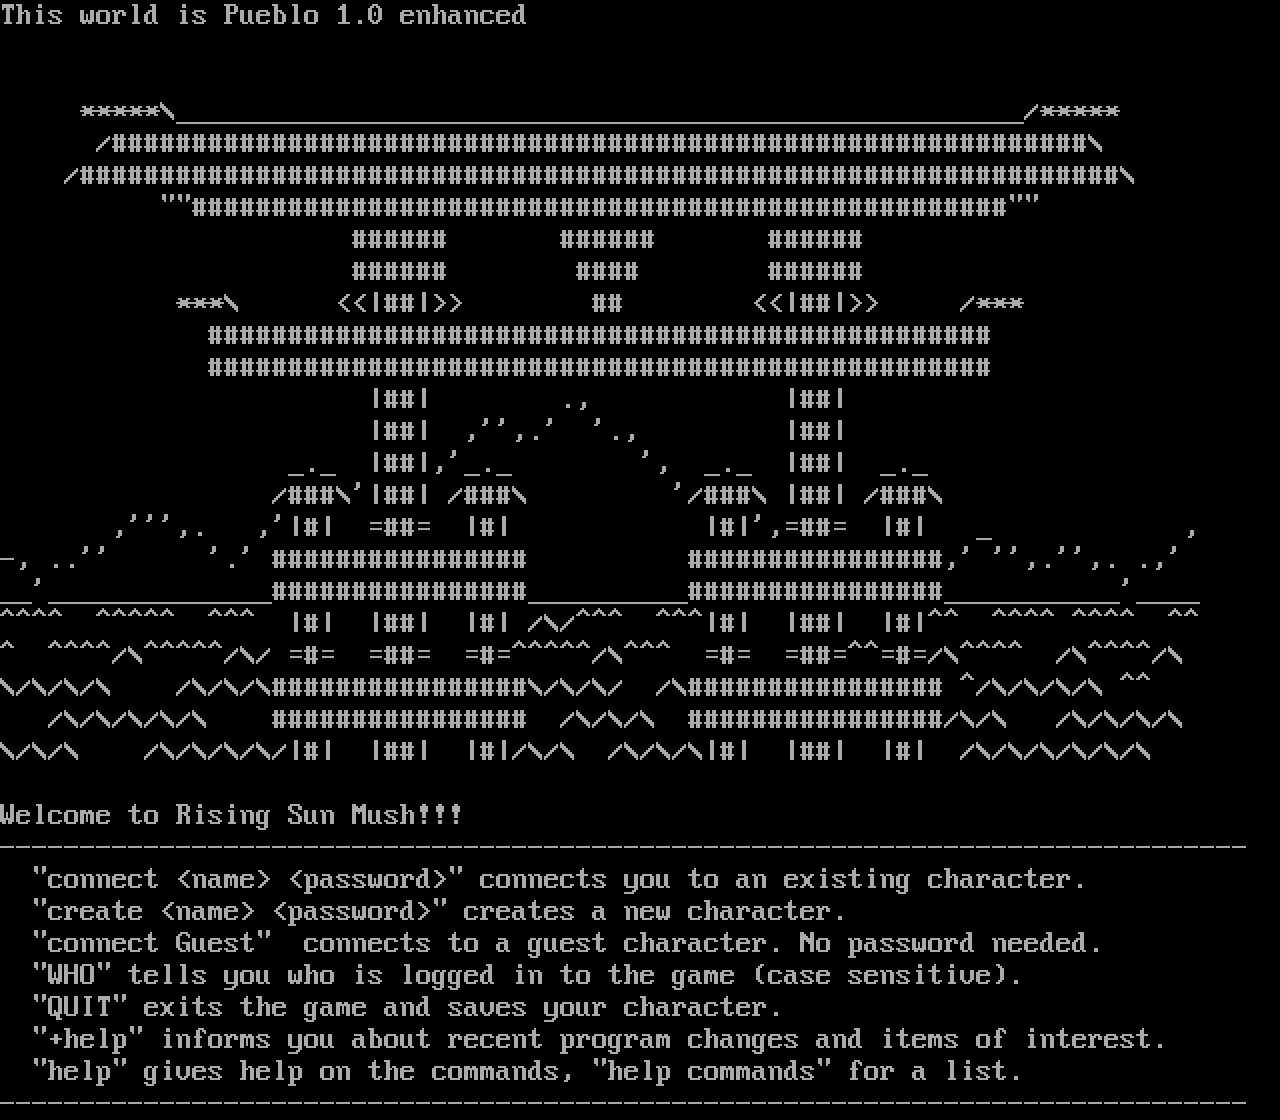 This world is Pueblo 1.0 enhanced
Welcome to Rising Sun Mush!!!
"connect <name> <password>" connects you to an existing character.
"create <name> <password>" creates a new character.
"connect Guest"  connects to a guest character. No password needed.
"WHO" tells you who is logged in to the game (case sensitive).
"QUIT" exits the game and saves your character.
"+help" informs you about recent program changes and items of interest.
"help" gives help on the commands, "help commands" for a list.